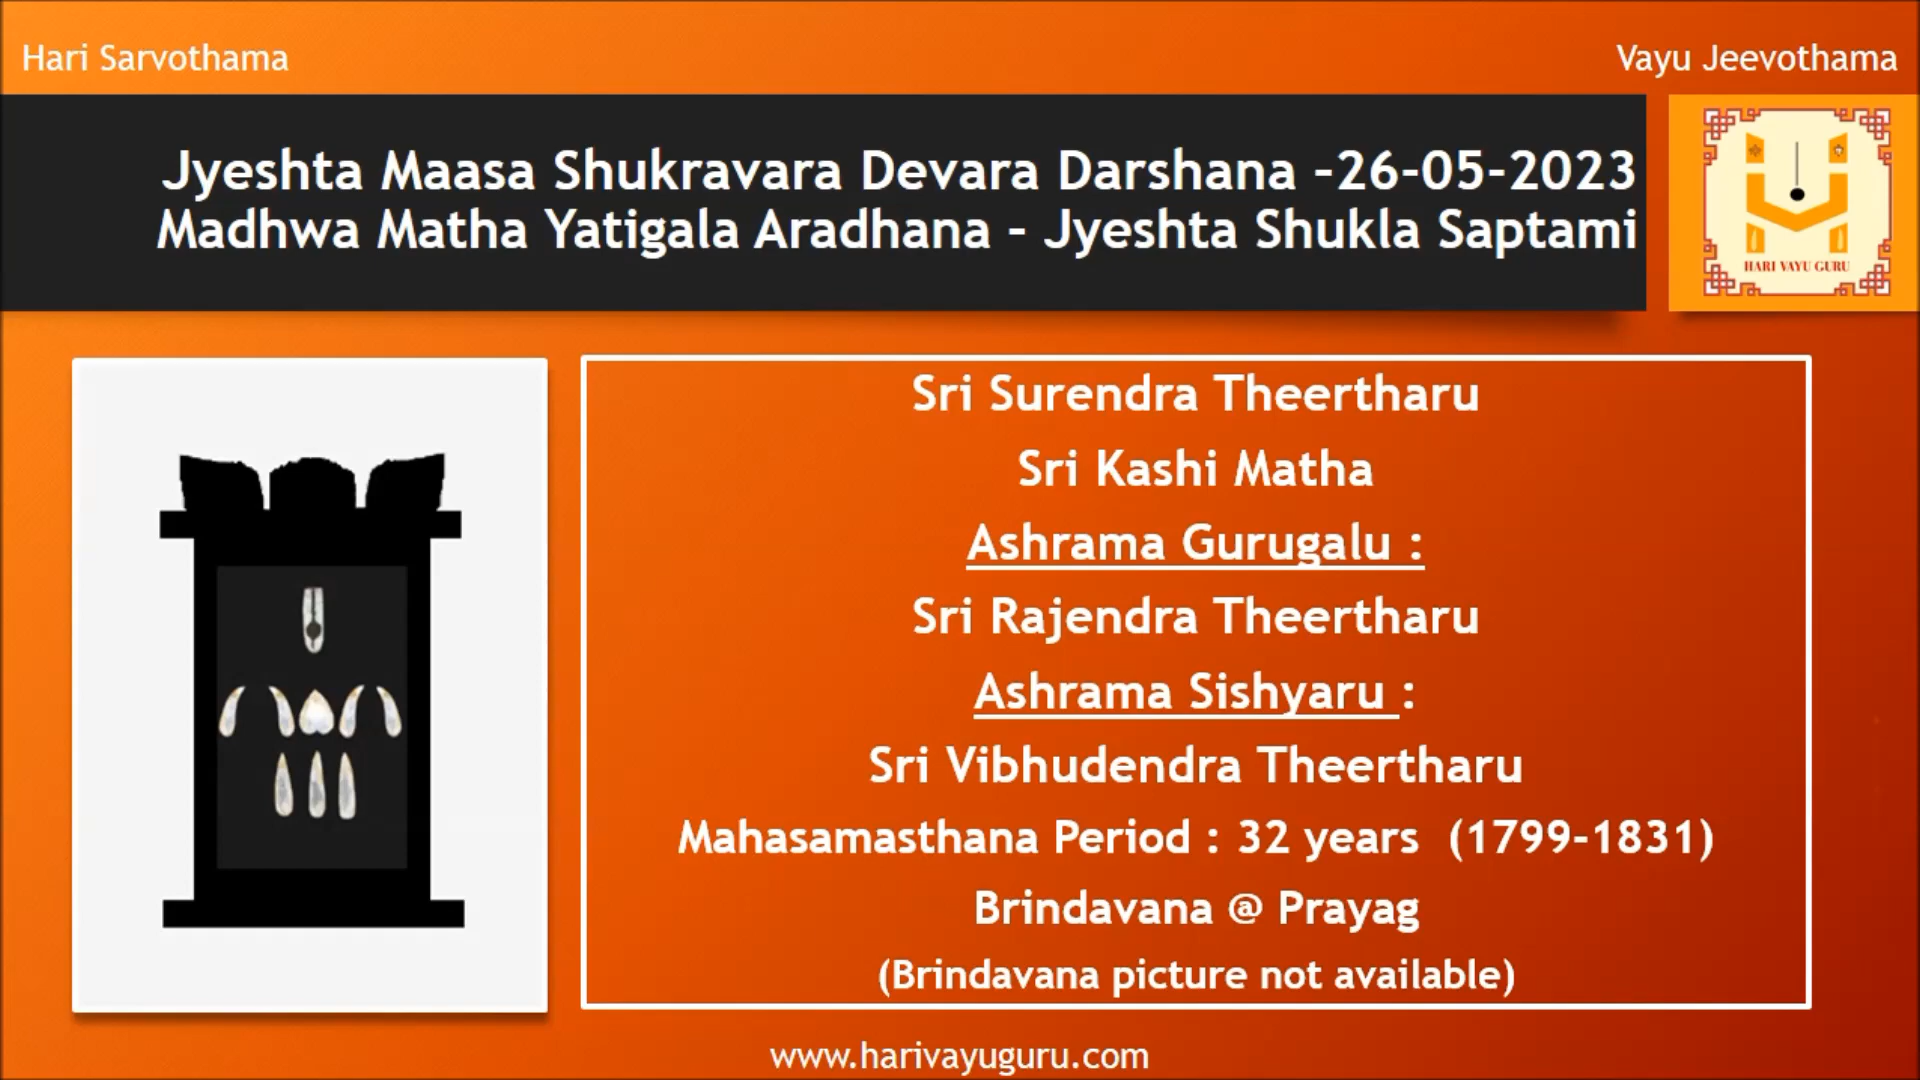 Hari Sarvothama
Vayu Jeevothama
Jyeshta Maasa Shukravara Devara Darshana -26-05-2023
Madhwa Matha Yatigala Aradhana - Jyeshta Shukla Saptami
HARI VAYU GURU
Sri Surendra Theertharu
Sri Kashi Matha
Ashrama Gurugalu :
Sri Rajendra Theertharu
Ashrama Sishyaru :
Sri Vibhudendra Theertharu
Mahasamasthana Period : 32 years (1799-1831)
Brindavana @ Prayag
(Brindavana picture not available)
www.harivayuguru.com